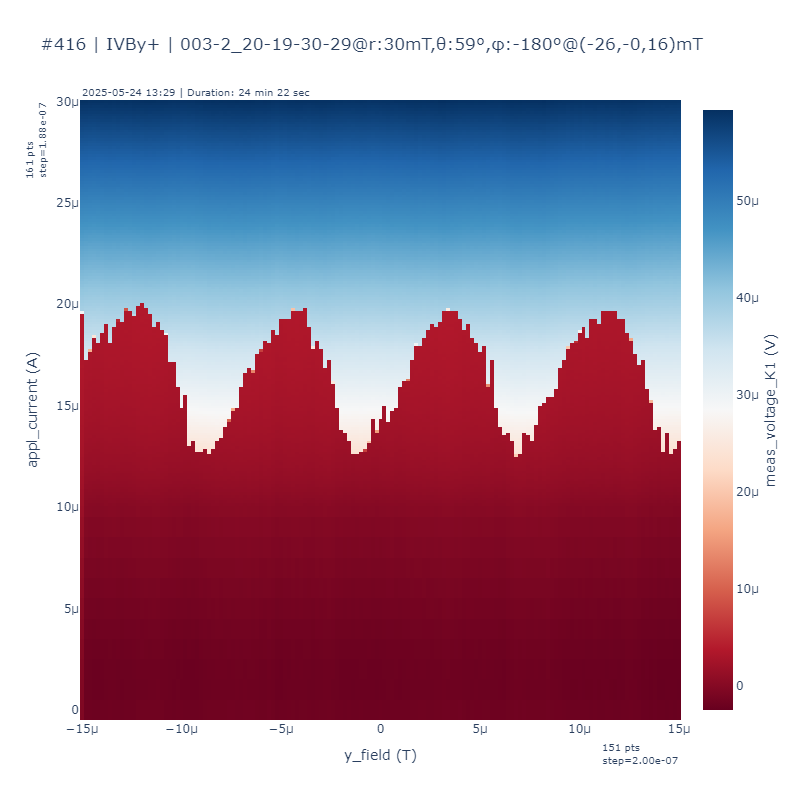 #416 | IVBy+ | 003-2_20-19-30-29@r:30mT,θ:59°,φ:-180°@(-26,-0,16)mT
2025-05-24 13:29 | Duration: 24 min 22 sec
161 pts
step=1.88e-07
30μ
25μ
20μ
15μ
10μ
5μ
0
appl_current (A)
−15μ
−10μ
−5μ
0
5μ
10μ
15μ
y_field (T)
151 pts
step=2.00e-07
50μ
40μ
30μ
20μ
10μ
0
meas_voltage_K1 (V)